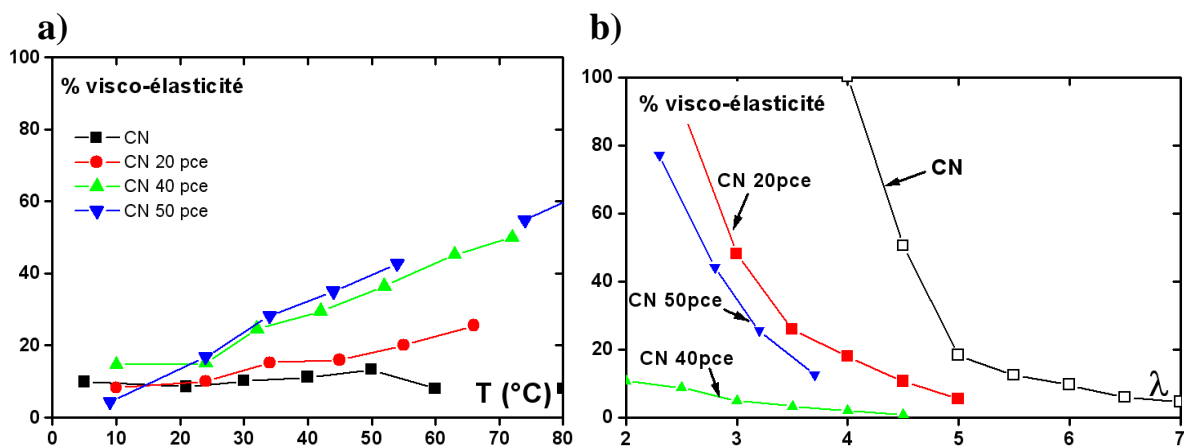 a)
100
80
60
40
20
0
% visco-élasticité
CN
CN 20 pce
CN 40 pce
CN 50 pce
T (°C)
0 10 20 30 40 50 60 70 80
b)
100
80
60
40
20
0
% visco-élasticité
CN
CN 20pce
CN 50pce
CN 40pce
λ
2 3 4 5 6 7